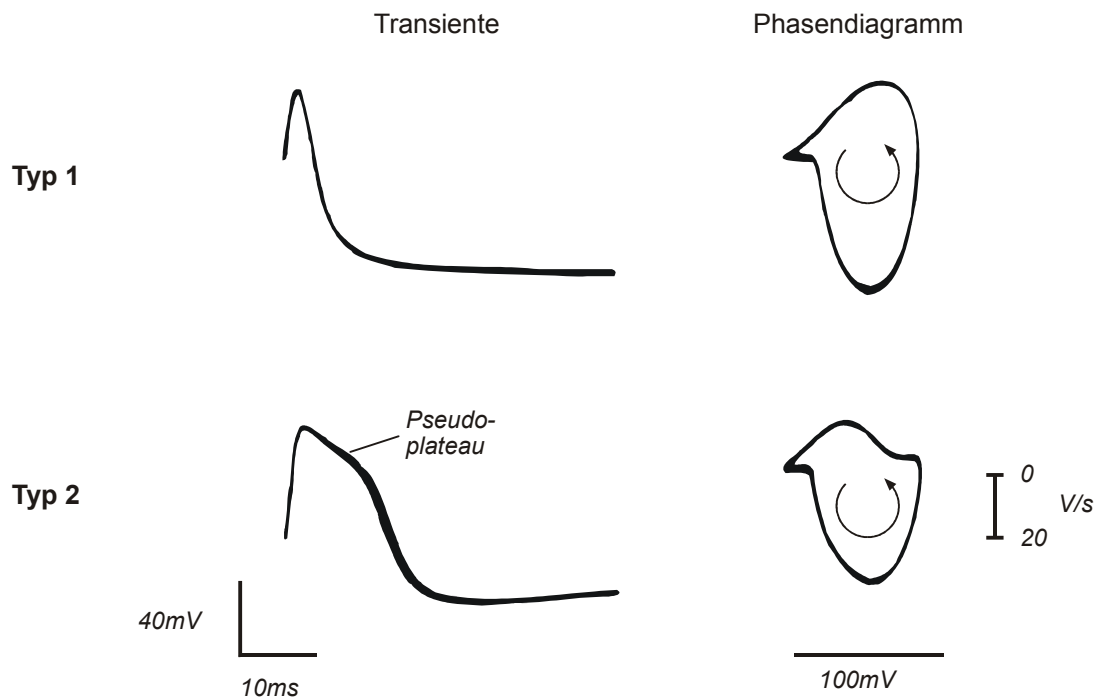 Transiente
Phasendiagramm
Typ 1
Pseudo-
plateau
Typ 2
0
V/s
20
40mV
10ms
100mV